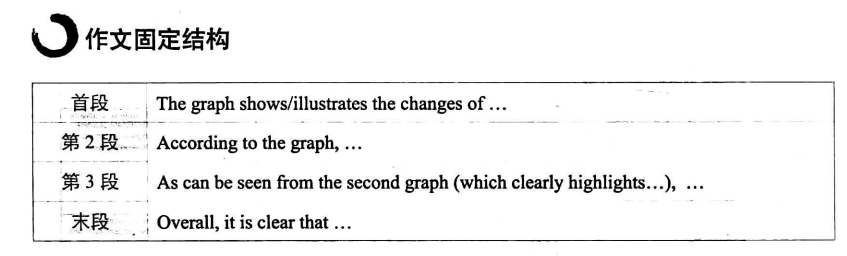 作文固定结构
首段 The graph shows/illustrates the changes of …
第 2 段 According to the graph, …
第 3 段 As can be seen from the second graph (which clearly highlights…), …
末段 Overall, it is clear that …